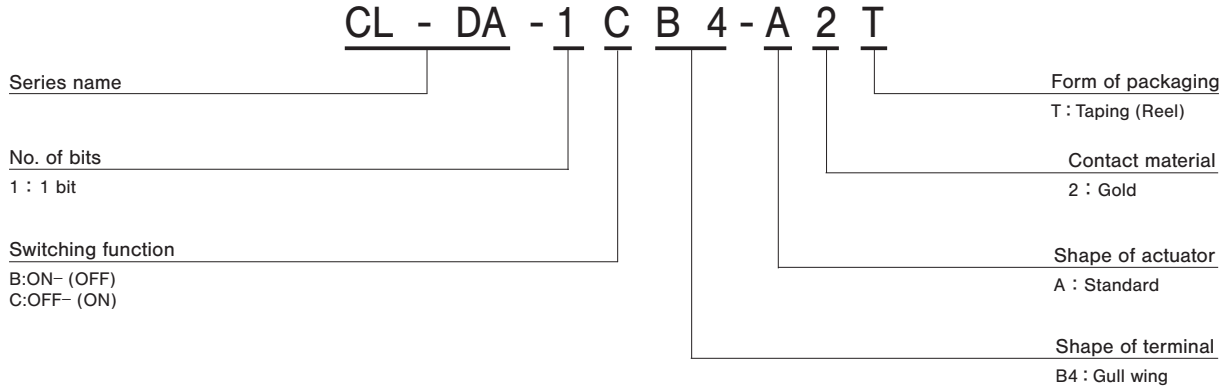 CL - DA - 1 C B 4 - A 2 T
Series name
No. of bits
1 : 1 bit
Switching function
B:ON– (OFF)
C:OFF– (ON)
Form of packaging
T : Taping (Reel)
Contact material
2 : Gold
Shape of actuator
A : Standard
Shape of terminal
B4 : Gull wing